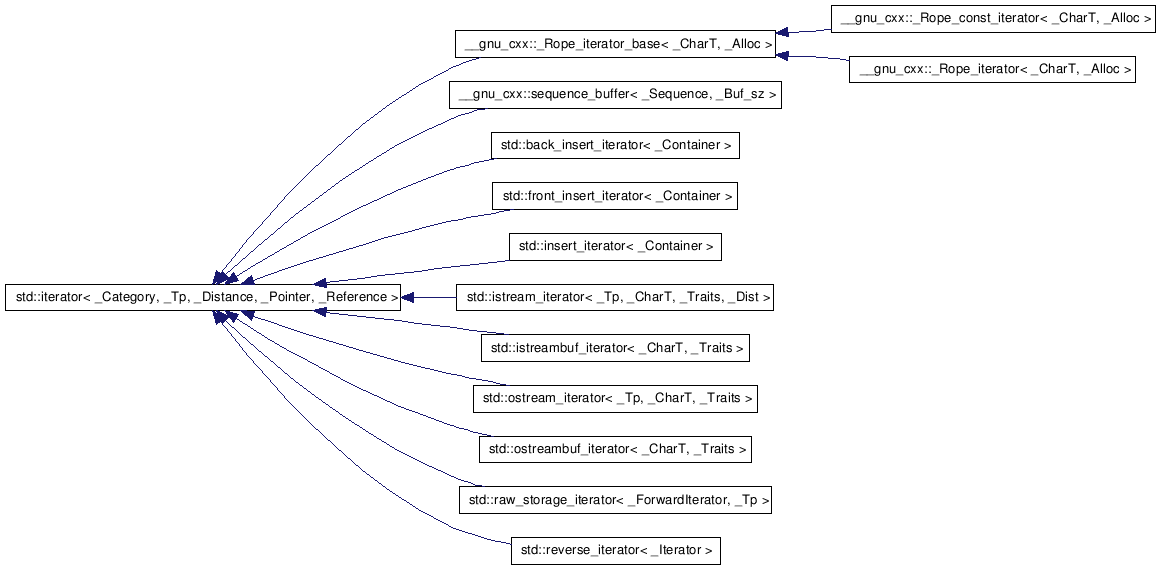 __gnu_cxx::_Rope_const_iterator< _CharT, _Alloc >
__gnu_cxx::_Rope_iterator_base< _CharT, _Alloc >
__gnu_cxx::_Rope_iterator< _CharT, _Alloc >
__gnu_cxx::sequence_buffer< _Sequence, _Buf_sz >
std::back_insert_iterator< _Container >
std::front_insert_iterator< _Container >
std::insert_iterator< _Container >
std::iterator< _Category, _Tp, _Distance, _Pointer, _Reference >
std::istream_iterator< _Tp, _CharT, _Traits, _Dist >
std::istreambuf_iterator< _CharT, _Traits >
std::ostream_iterator< _Tp, _CharT, _Traits >
std::ostreambuf_iterator< _CharT, _Traits >
std::raw_storage_iterator< _ForwardIterator, _Tp >
std::reverse_iterator< _Iterator >